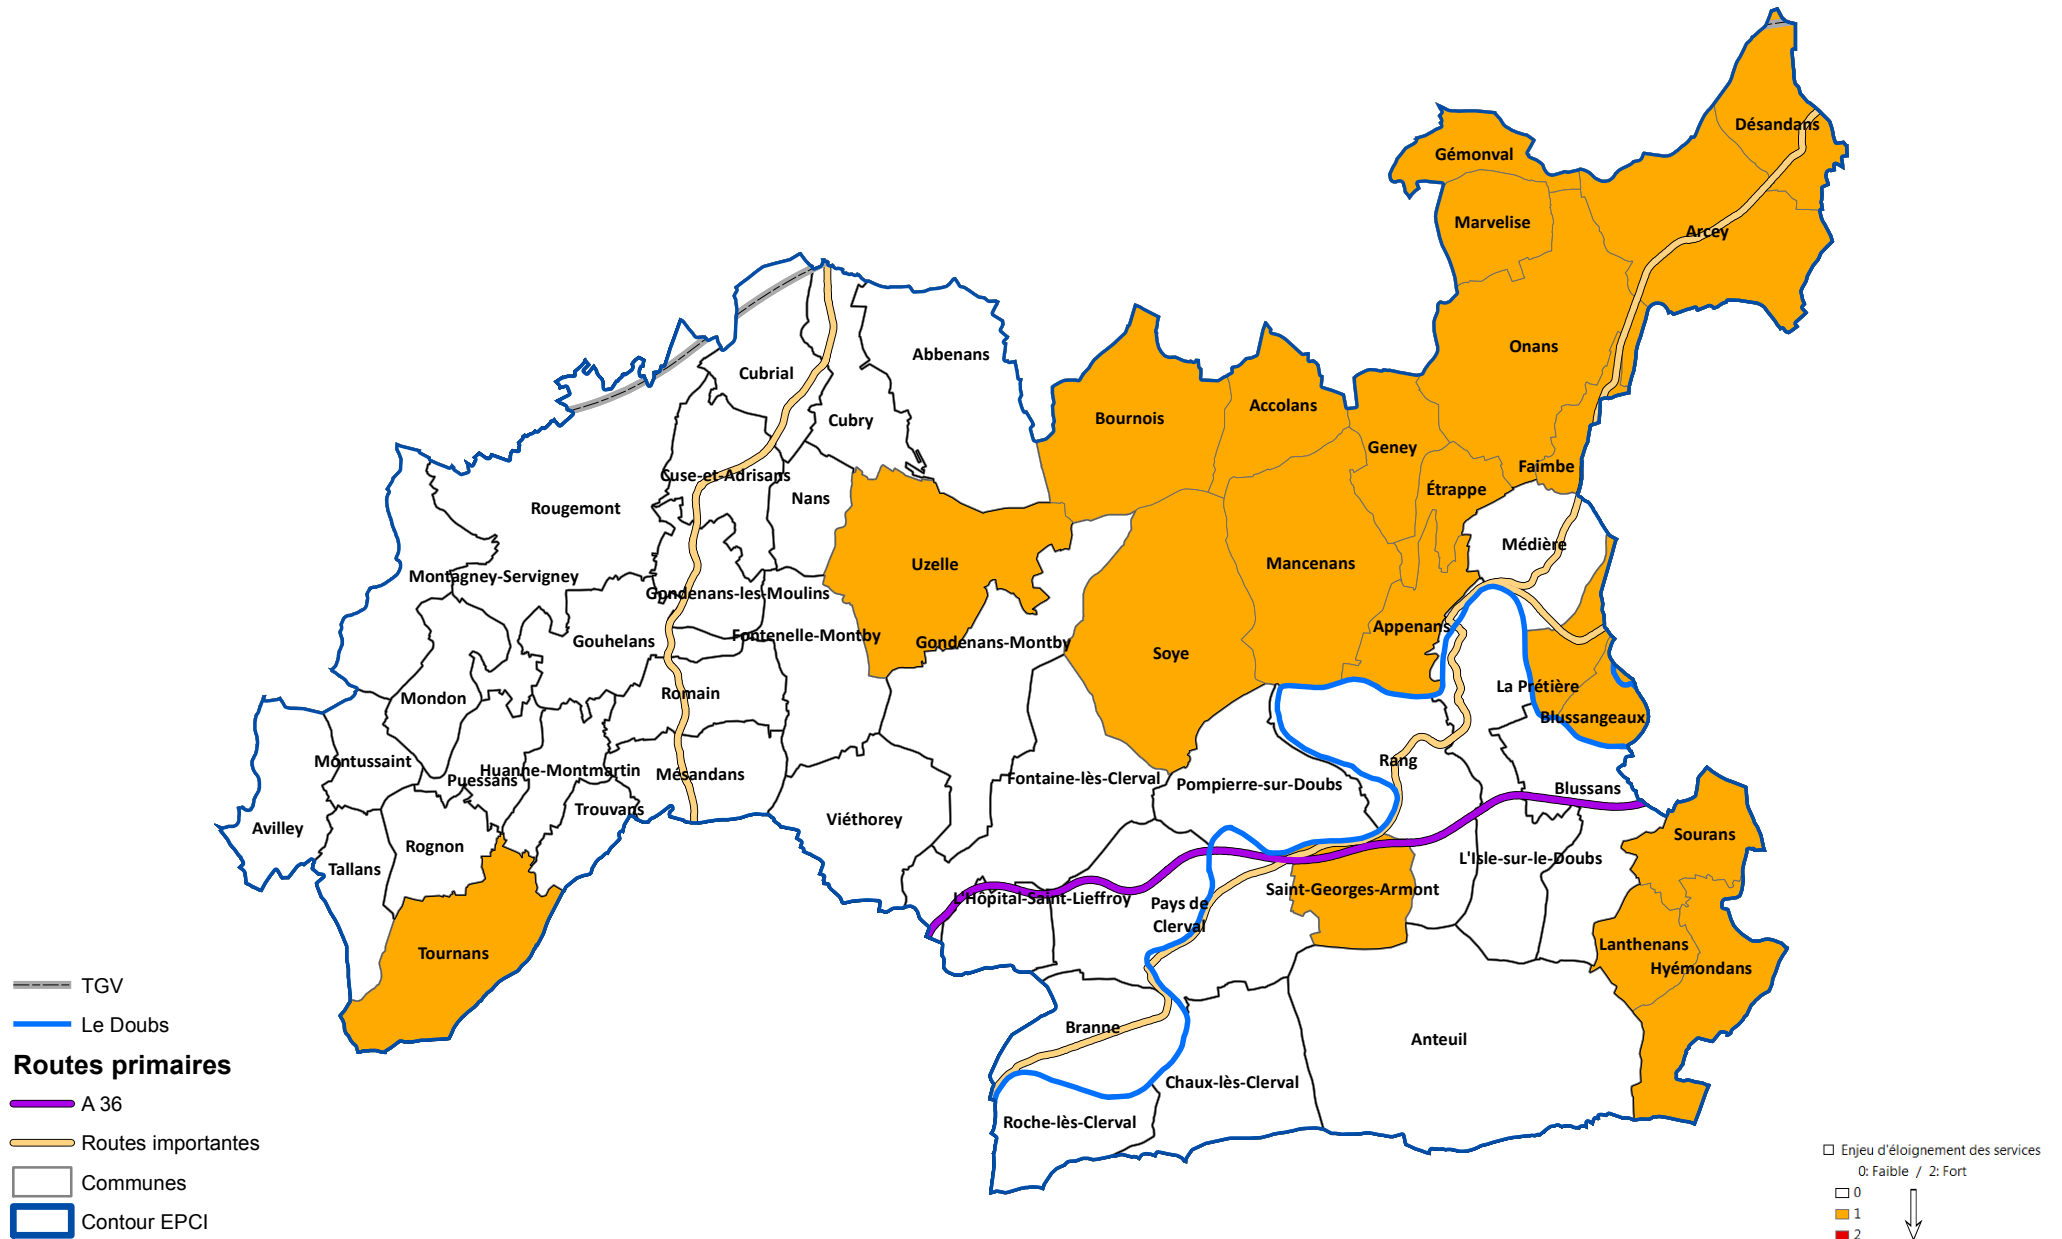 Désandans
Gémonval
Marvelise
Arcey
Onans
Abbenans
Cubrial
Accolans
Bournois
Cubry
Geney
Faimbe
Cuse-et-Adrisans
Étrappe
Nans
Rougemont
Médière
Uzelle
Mancenans
Montagney-Servigney
Gondenans-les-Moulins
Appenans
Fontenelle-Montby
Gouhelans
Gondenans-Montby
Soye
La Prétière
Romain
Mondon
Blussangeaux
Montussaint
Rang
Huanne-Montmartin
Mésandans
Puessans
Fontaine-lès-Clerval
Pompierre-sur-Doubs
Blussans
Trouvans
Viéthorey
Avilley
Sourans
Rognon
L'Isle-sur-le-Doubs
Tallans
Saint-Georges-Armont
L'Hôpital-Saint-Lieffroy
Pays de
Clerval
Lanthenans
Tournans
Hyémondans
Branne
Anteuil
Chaux-lès-Clerval
Roche-lès-Clerval
TGV
Le Doubs
Routes primaires
A 36
Routes importantes
Communes
Contour EPCI
Enjeu d'éloignement des services
0: Faible / 2: Fort
0
1
2